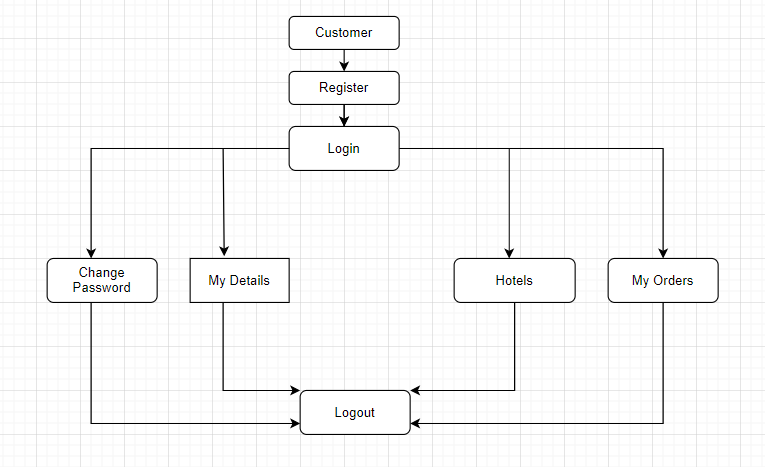 Customer
Register
Login
Change
Password
My Details
Hotels
My Orders
Logout